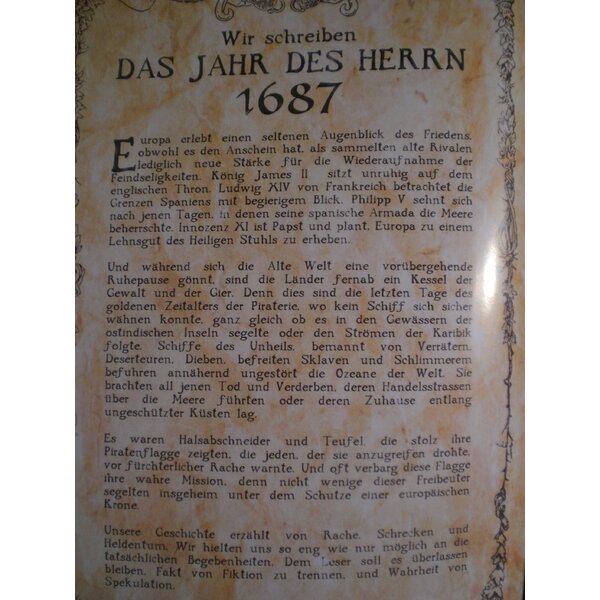 Wir schreiben
DAS JAHR DES HERRN
1687
Europa erlebt einen seltenen Augenblick des Friedens,
obwohl es den Anschein hat, als sammelten alte Rivalen
lediglich neue Stärke für die Wiederaufnahme der
Feindseligkeiten. König James II sitzt unruhig auf dem
englischen Thron. Ludwig XIV von Frankreich betrachtet die
Grenzen Spaniens mit begierigem Blick. Philipp V sehnt sich
nach jenen Tagen, in denen seine spanische Armada die Meere
beherrschte. Innozenz XI ist Papst und plant, Europa zu einem
Lehnsgut des Heiligen Stuhls zu erheben.
Und während sich die Alte Welt eine vorübergehende
Ruhepause gönnt, sind die Länder fernab ein Kessel der
Gewalt und der Gier. Denn dies sind die letzten Tage des
goldenen Zeitalters der Piraterie, wo kein Schiff sich sicher
wähnen konnte, ganz gleich ob es in den Gewässern der
ostindischen Inseln segelte oder den Strömen der Karibik
folgte. Schiffe des Unheils, bemannt von Verrätern,
Deserteuren, Dieben, befreiten Sklaven und Schlimmerem
befuhren annähernd ungestört die Ozeane der Welt. Sie
brachten all jenen Tod und Verderben, deren Handelsstrassen
über die Meere führten oder deren Zuhause entlang
ungeschützter Küsten lag.
Es waren Halsabschneider und Teufel, die stolz ihre
Piratenflagge zeigten, die jeden, der sie anzugreifen drohte,
vor fürchterlicher Rache warnte. Und oft verbarg diese Flagge
ihre wahre Mission, denn nicht wenige dieser Freibeuter
segelten insgeheim unter dem Schutze einer europäischen
Krone.
Unsere Geschichte erzählt von Rache, Schrecken und
Heldentum. Wir hielten uns so eng wie nur möglich an die
tatsächlichen Begebenheiten. Dem Leser soll es überlassen
bleiben, Fakt von Fiktion zu trennen, und Wahrheit von
Spekulation.